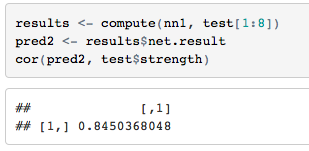 results <- compute(nn1, test[1:8])
pred2 <- results$net.result
cor(pred2, test$strength)
##              [,1]
## [1,] 0.8450368048